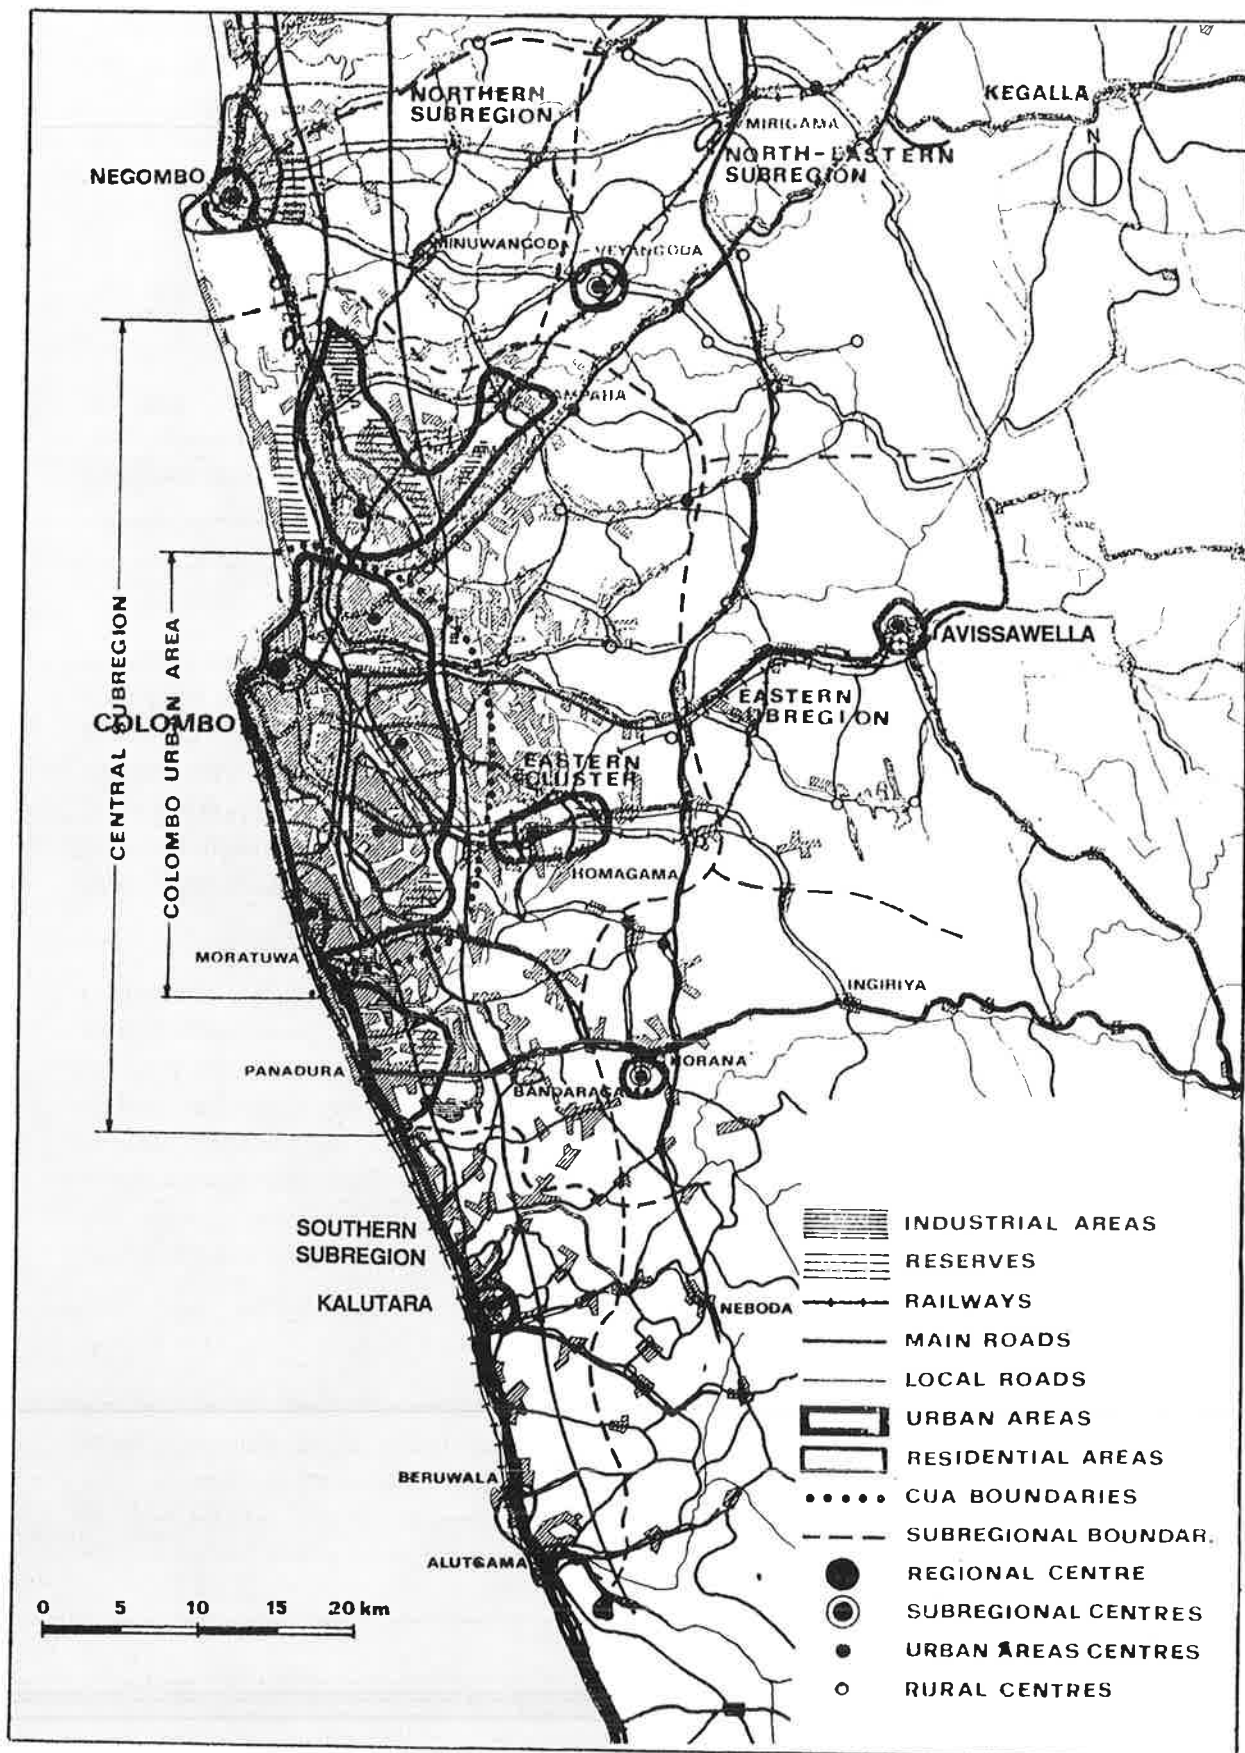 NORTHERN
SUBREGION
KEGALLA
N
MIRIGAMA
NORTH-EASTERN
SUBREGION
NEGOMBO
MINUWANGODA
VEYANGODA
GAMPAHA
CENTRAL SUBREGION
COLOMBO URBAN AREA
COLOMBO
AVISSAWELLA
EASTERN
SUBREGION
EASTERN
CLUSTER
HOMAGAMA
MORATUWA
INGIRIYA
PANADURA
HORANA
BANDARAGAMA
SOUTHERN
SUBREGION
KALUTARA
NEBODA
BERUWALA
ALUTGAMA
0 5 10 15 20 km
INDUSTRIAL AREAS
RESERVES
RAILWAYS
MAIN ROADS
LOCAL ROADS
URBAN AREAS
RESIDENTIAL AREAS
CUA BOUNDARIES
SUBREGIONAL BOUNDAR.
REGIONAL CENTRE
SUBREGIONAL CENTRES
URBAN AREAS CENTRES
RURAL CENTRES